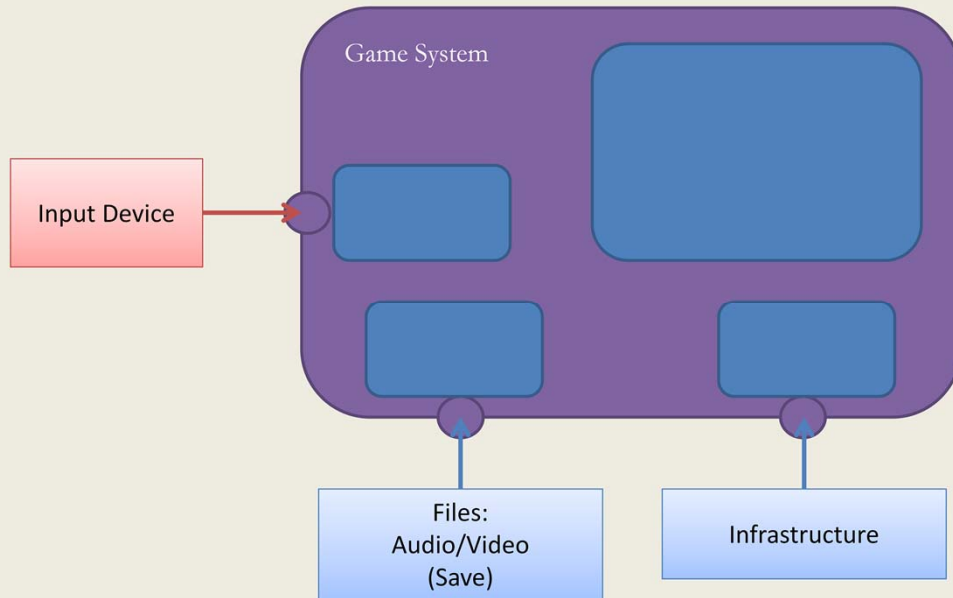 Game System
Input Device
Files:
Audio/Video
(Save)
Infrastructure